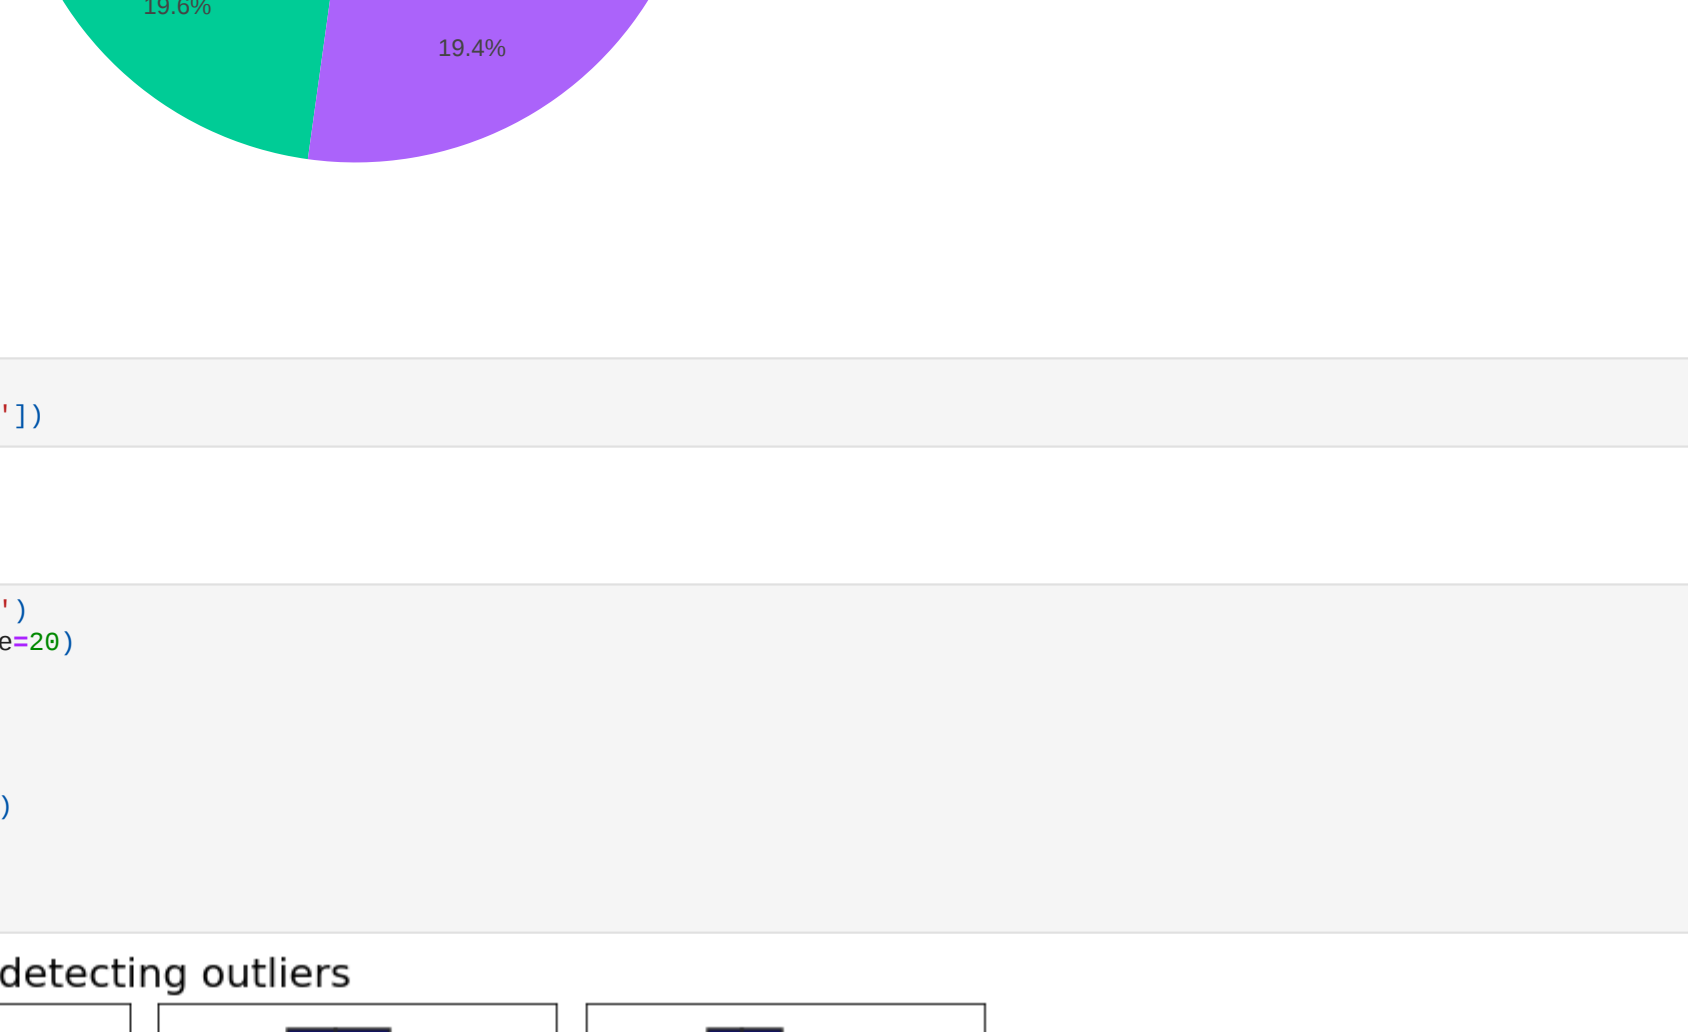 19.6%
19.4%
'])
')
e=20)
)
detecting outliers